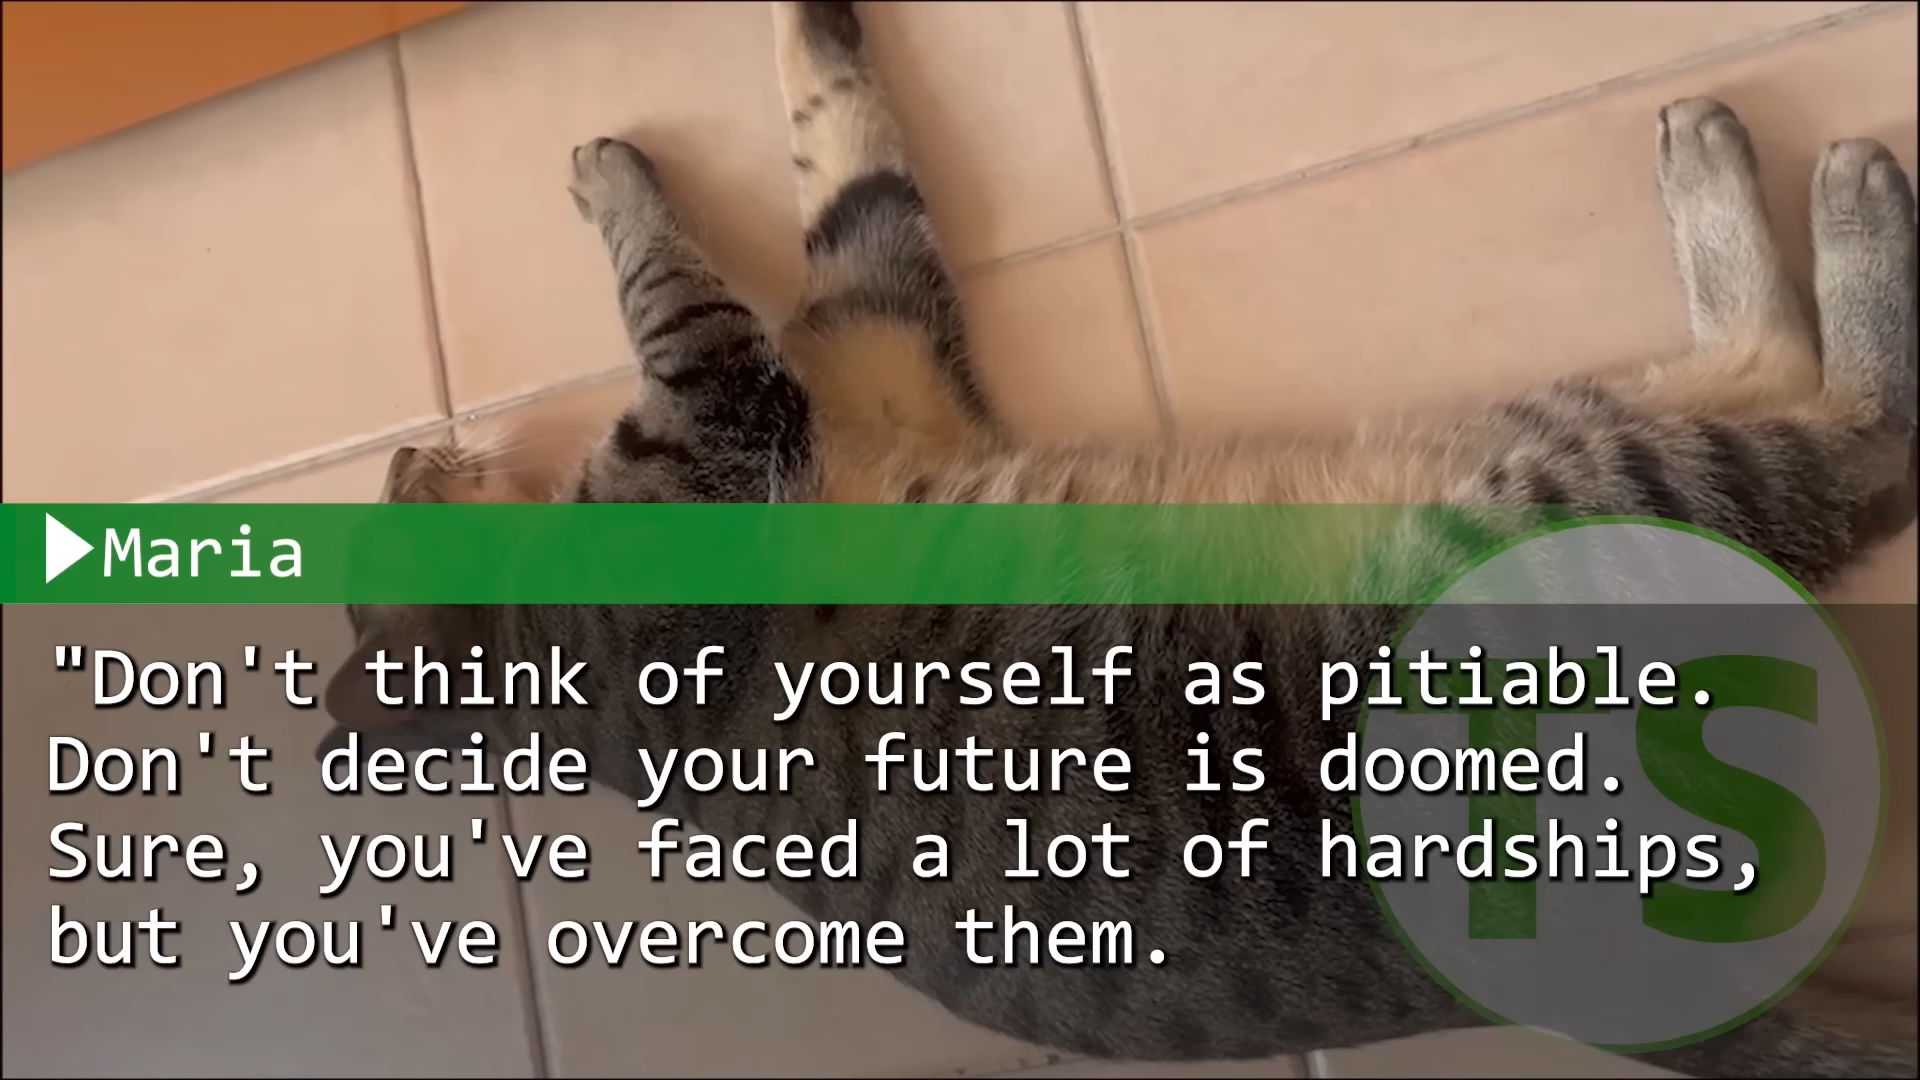 Maria
"Don't think of yourself as pitiable.
Don't decide your future is doomed.
Sure, you've faced a lot of hardships,
but you've overcome them.
TS